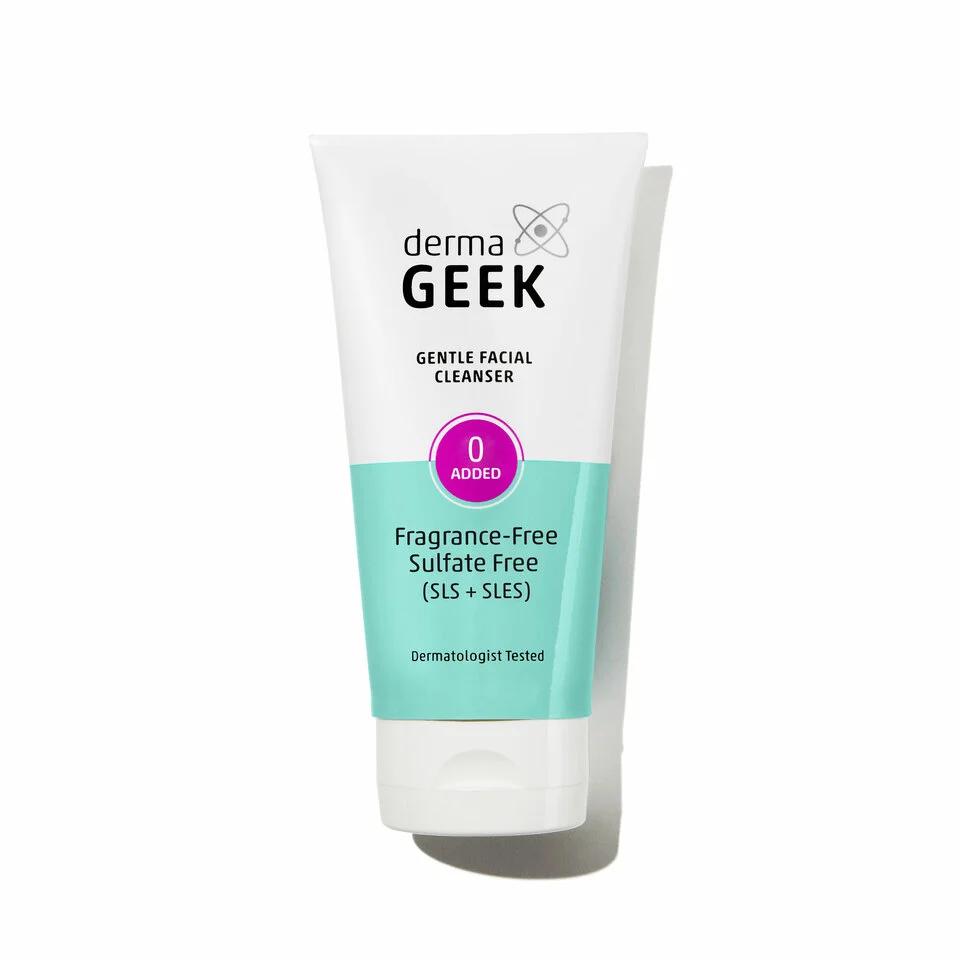 derma
GEEK
GENTLE FACIAL
CLEANSER
0
ADDED
Fragrance-Free
Sulfate Free
(SLS + SLES)
Dermatologist Tested